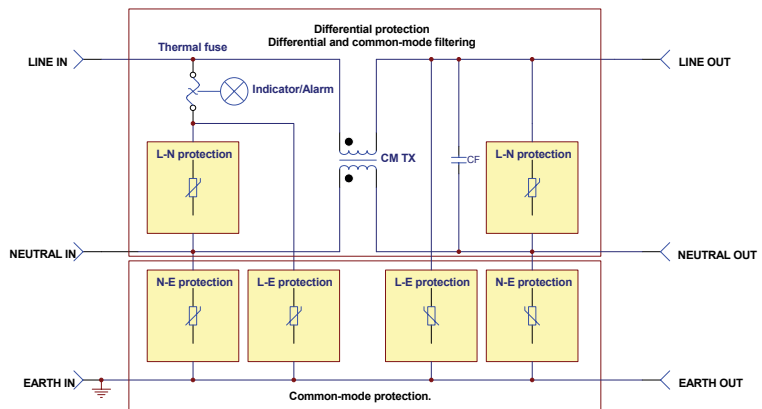 Differential protection
Differential and common-mode filtering
Thermal fuse
LINE IN
LINE OUT
Indicator/Alarm
L-N protection
CM TX
CF
L-N protection
NEUTRAL IN
NEUTRAL OUT
N-E protection
L-E protection
L-E protection
N-E protection
EARTH IN
EARTH OUT
Common-mode protection.